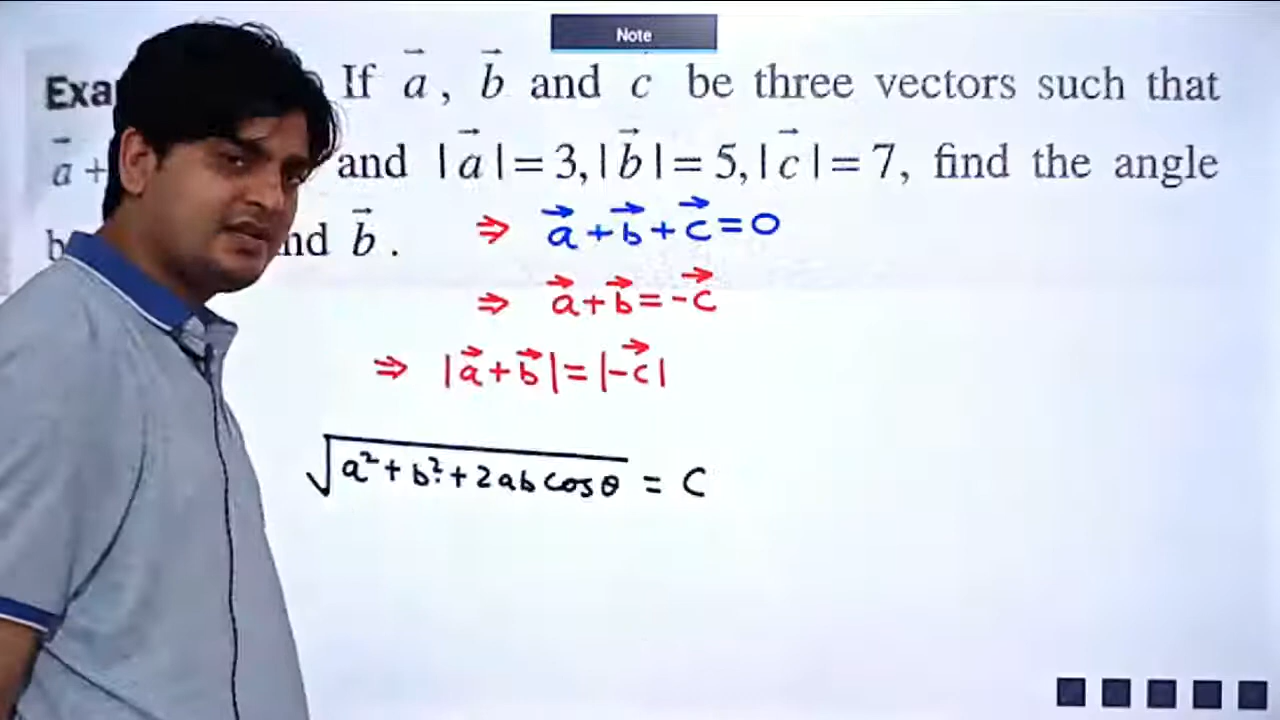 Note
Exa If a⃗ , b⃗ and c⃗ be three vectors such that
a⃗ + and |a⃗| = 3, |b⃗| = 5, |c⃗| = 7, find the angle
b nd b⃗ .
⇒ a⃗ + b⃗ + c⃗ = 0
⇒ a⃗ + b⃗ = -c⃗
⇒ |a⃗ + b⃗| = |-c⃗|
√(a² + b² + 2ab cos θ) = C